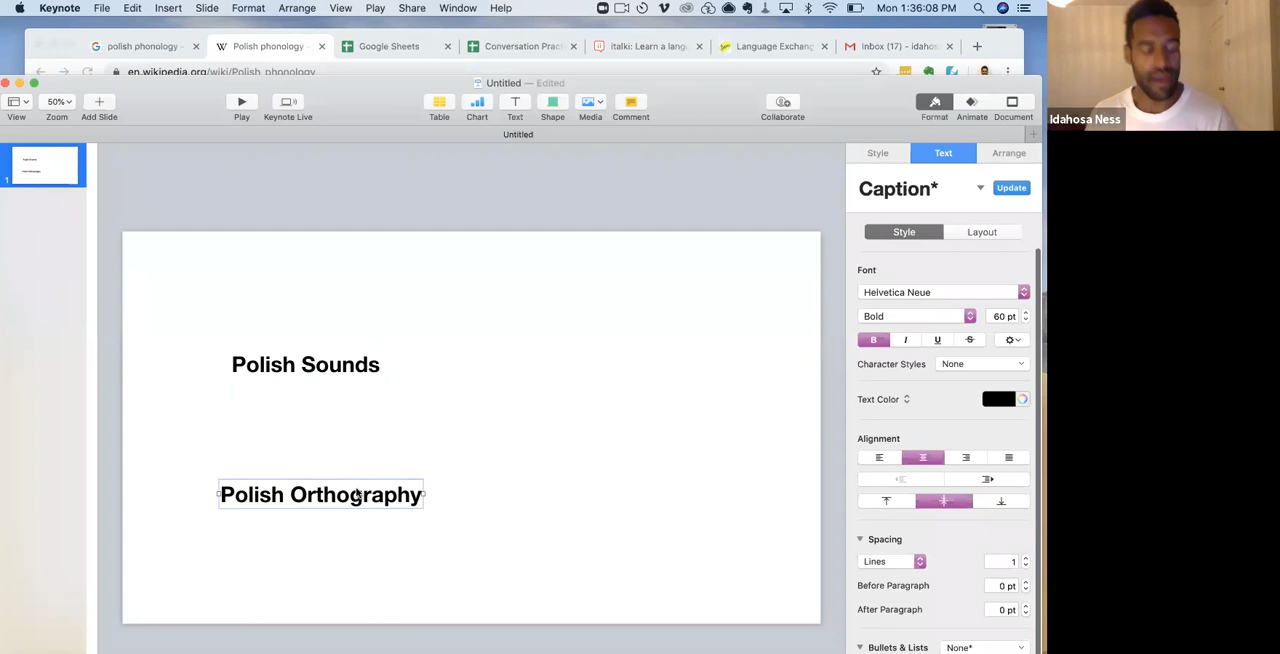 Keynote File Edit Insert Slide Format Arrange View Play Share Window Help Mon 1:36:08 PM
polish phonology - Polish phonology - Google Sheets Conversation Pract italki: Learn a lang Language Exchang Inbox (17) - idahos
en.wikipedia.org/wiki/Polish_phonology
Untitled — Edited
50%
View Zoom Add Slide Play Keynote Live Table Chart Text Shape Media Comment Collaborate Format Animate Document
Untitled
Idahosa Ness
1
Polish Sounds
Polish Orthography
Style Text Arrange
Caption* Update
Style Layout
Font
Helvetica Neue
Bold 60 pt
B I U S
Character Styles None
Text Color
Alignment
Spacing
Lines 1
Before Paragraph 0 pt
After Paragraph 0 pt
Bullets & Lists None*